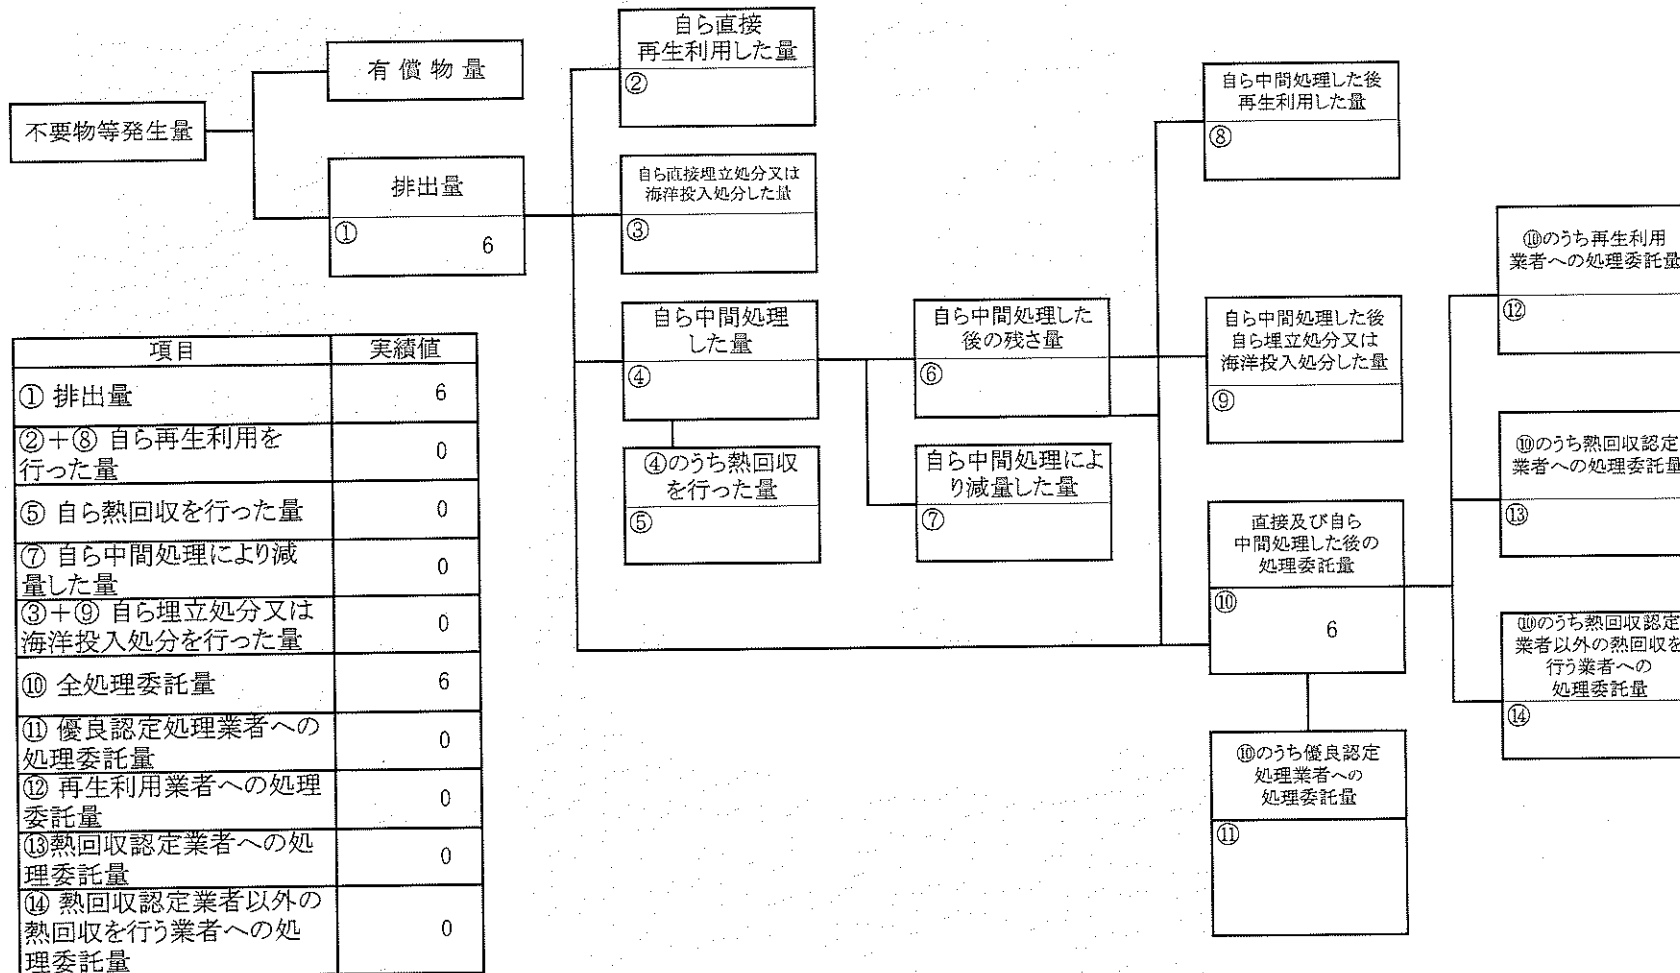 不要物等発生量
有償物量
排出量
①
6
自ら直接
再生利用した量
②
自ら直接埋立処分又は
海洋投入処分した量
③
自ら中間処理
した量
④
④のうち熱回収
を行った量
⑤
自ら中間処理した
後の残さ量
⑥
自ら中間処理によ
り減量した量
⑦
自ら中間処理した後
再生利用した量
⑧
自ら中間処理した後
自ら埋立処分又は
海洋投入処分した量
⑨
直接及び自ら
中間処理した後の
処理委託量
⑩
6
⑩のうち優良認定
処理業者への
処理委託量
⑪
⑩のうち再生利用
業者への処理委託量
⑫
⑩のうち熱回収認定
業者への処理委託量
⑬
⑩のうち熱回収認定
業者以外の熱回収を
行う業者への
処理委託量
⑭
項目 実績値
① 排出量 6
②+⑧ 自ら再生利用を
行った量 0
⑤ 自ら熱回収を行った量 0
⑦ 自ら中間処理により減
量した量 0
③+⑨ 自ら埋立処分又は
海洋投入処分を行った量 0
⑩ 全処理委託量 6
⑪ 優良認定処理業者への
処理委託量 0
⑫ 再生利用業者への処理
委託量 0
⑬熱回収認定業者への処
理委託量 0
⑭ 熱回収認定業者以外の
熱回収を行う業者への処
理委託量 0